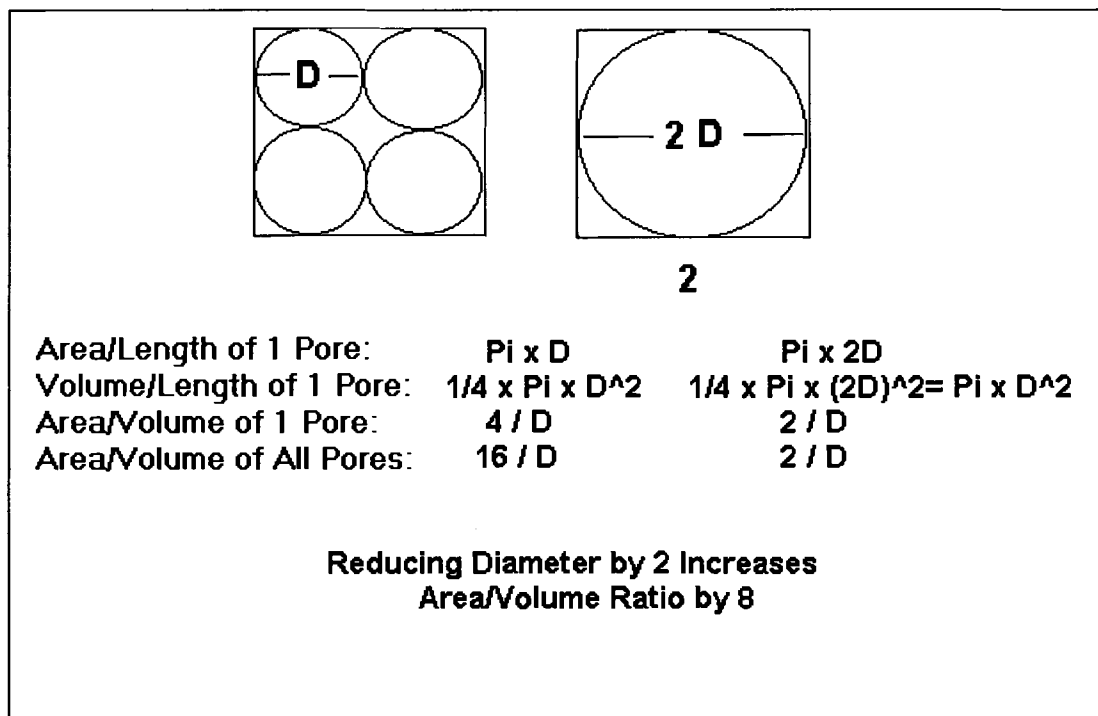 D
2 D
2
Area/Length of 1 Pore: Pi x D Pi x 2D
Volume/Length of 1 Pore: 1/4 x Pi x D^2 1/4 x Pi x (2D)^2= Pi x D^2
Area/Volume of 1 Pore: 4 / D 2 / D
Area/Volume of All Pores: 16 / D 2 / D
Reducing Diameter by 2 Increases
Area/Volume Ratio by 8